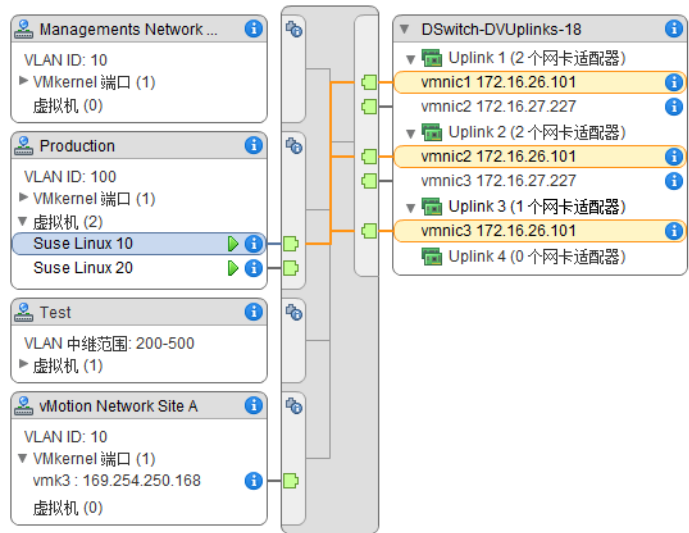 Managements Network ...
VLAN ID: 10
VMkernel 端口 (1)
虚拟机 (0)
Production
VLAN ID: 100
VMkernel 端口 (1)
虚拟机 (2)
Suse Linux 10
Suse Linux 20
Test
VLAN 中继范围: 200-500
虚拟机 (1)
vMotion Network Site A
VLAN ID: 10
VMkernel 端口 (1)
vmk3 : 169.254.250.168
虚拟机 (0)
DSwitch-DVUplinks-18
Uplink 1 (2 个网卡适配器)
vmnic1 172.16.26.101
vmnic2 172.16.27.227
Uplink 2 (2 个网卡适配器)
vmnic2 172.16.26.101
vmnic3 172.16.27.227
Uplink 3 (1 个网卡适配器)
vmnic3 172.16.26.101
Uplink 4 (0 个网卡适配器)